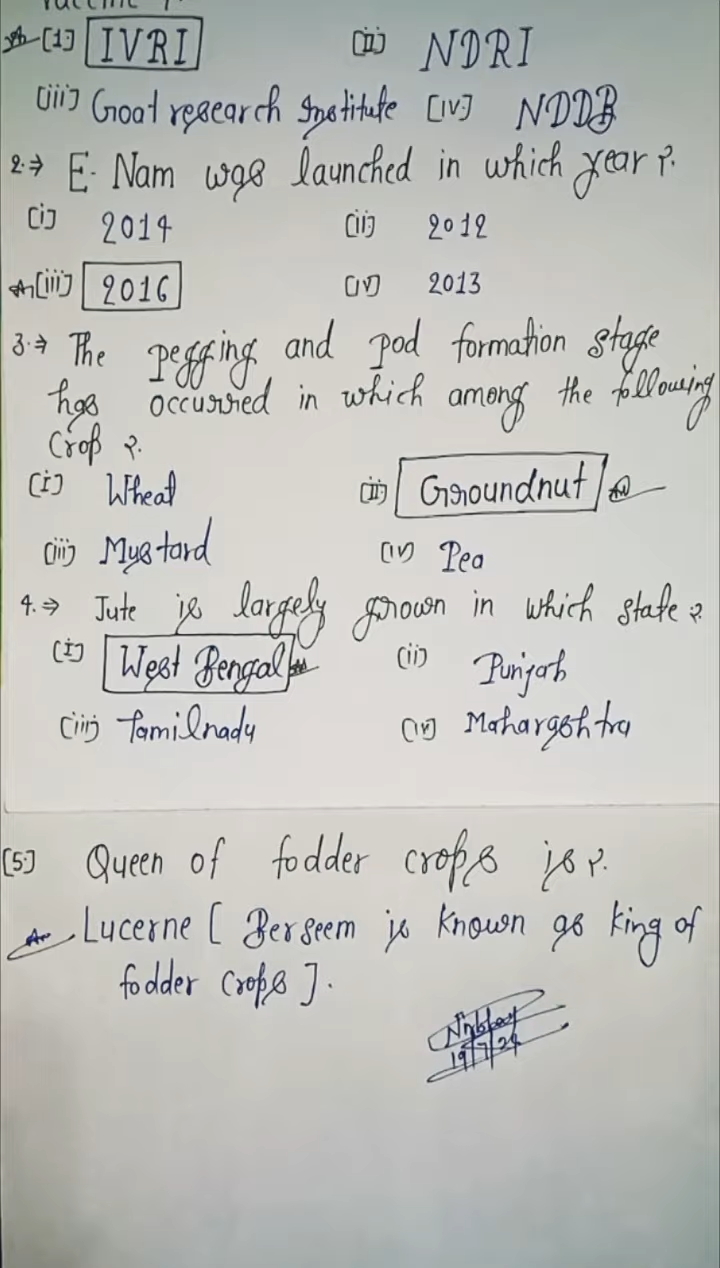 vaccine ?
Ans [1] IVRI [ii] NDRI
[iii] Goat research Institute [iv] NDDB
2.⇒ E-Nam was launched in which year ?.
[i] 2014 [ii] 2012
An [iii] 2016 [iv] 2013
3.⇒ The pegging and pod formation stage
has occurred in which among the following
Crop ?.
[I] Wheat [ii] Groundnut
[iii] Mustard [iv] Pea
4.⇒ Jute is largely grown in which state ?
[I] West Bengal [ii] Punjab
[iii] Tamilnadu [iv] Maharashtra
[5] Queen of fodder crops is ?.
Ans Lucerne [ Berseem is known as king of
fodder crops ].
19/7/24